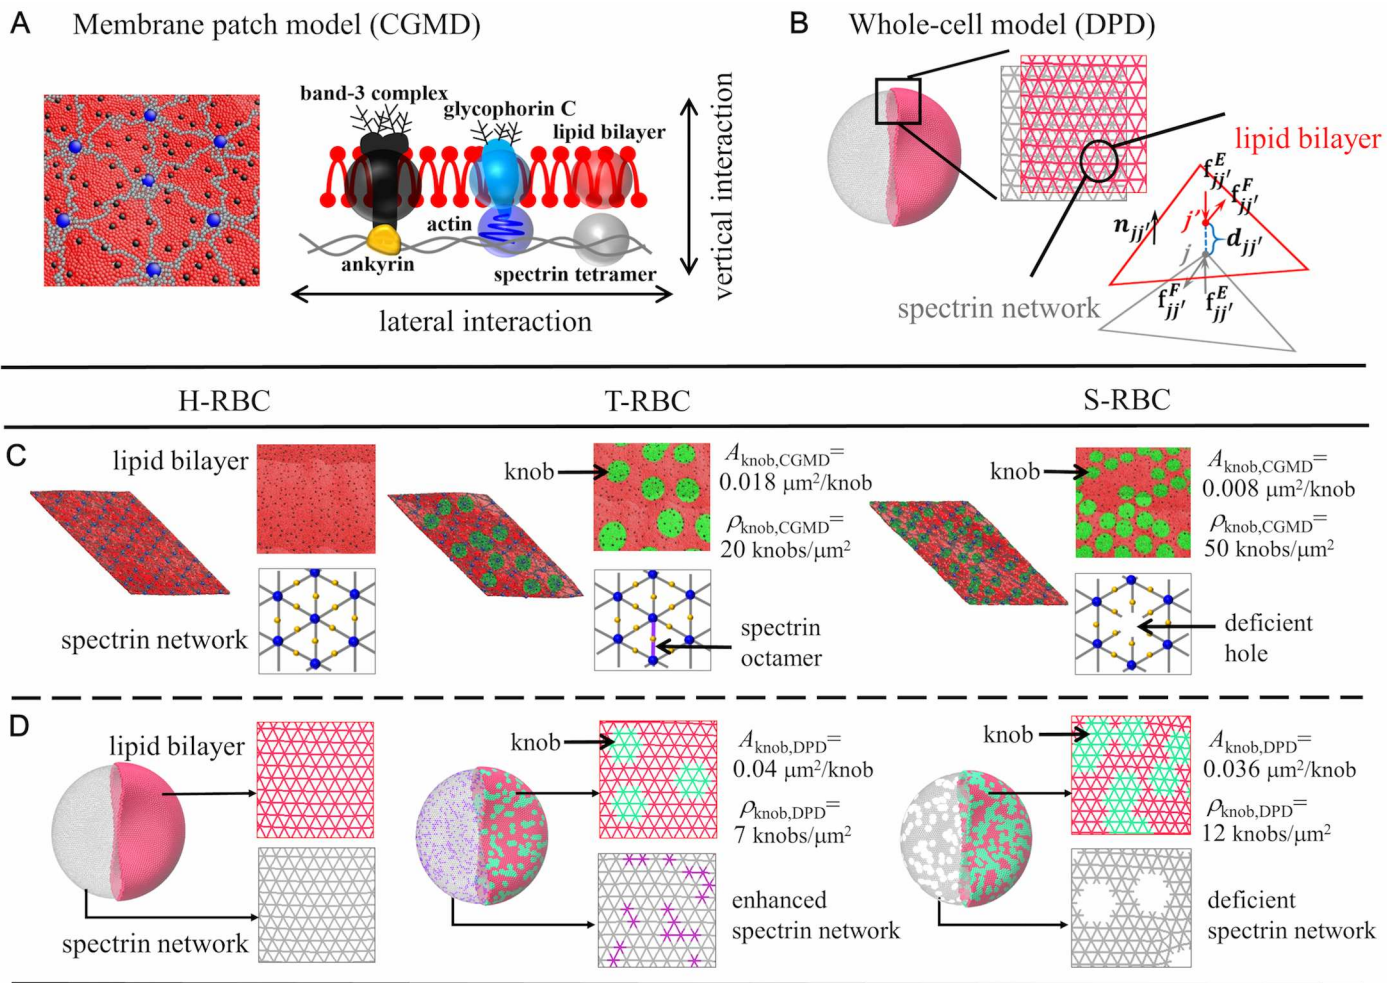 A Membrane patch model (CGMD)
band-3 complex
glycophorin C
lipid bilayer
actin
ankyrin
spectrin tetramer
lateral interaction
vertical interaction
B Whole-cell model (DPD)
lipid bilayer
spectrin network
f^E_jj'
f^F_jj'
n_jj'
j'
d_jj'
j
f^F_jj'
f^E_jj'
H-RBC T-RBC S-RBC
C
lipid bilayer
spectrin network
knob
A_knob,CGMD=
0.018 μm²/knob
ρ_knob,CGMD=
20 knobs/μm²
spectrin
octamer
knob
A_knob,CGMD=
0.008 μm²/knob
ρ_knob,CGMD=
50 knobs/μm²
deficient
hole
D
lipid bilayer
spectrin network
knob
A_knob,DPD=
0.04 μm²/knob
ρ_knob,DPD=
7 knobs/μm²
enhanced
spectrin network
knob
A_knob,DPD=
0.036 μm²/knob
ρ_knob,DPD=
12 knobs/μm²
deficient
spectrin network